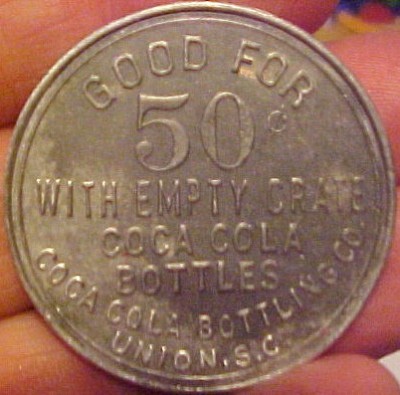 GOOD FOR
50¢
WITH EMPTY CRATE
COCA COLA
BOTTLES
COCA COLA BOTTLING CO.
UNION, S.C.